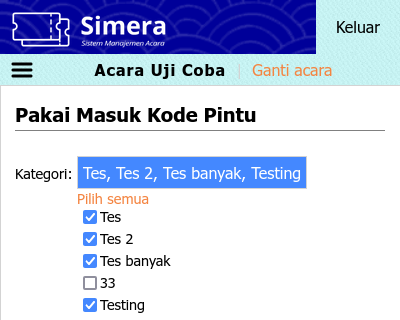 Simera
Sistem Manajemen Acara
Keluar
Acara Uji Coba | Ganti acara
Pakai Masuk Kode Pintu
Kategori: Tes, Tes 2, Tes banyak, Testing
Pilih semua
Tes
Tes 2
Tes banyak
33
Testing